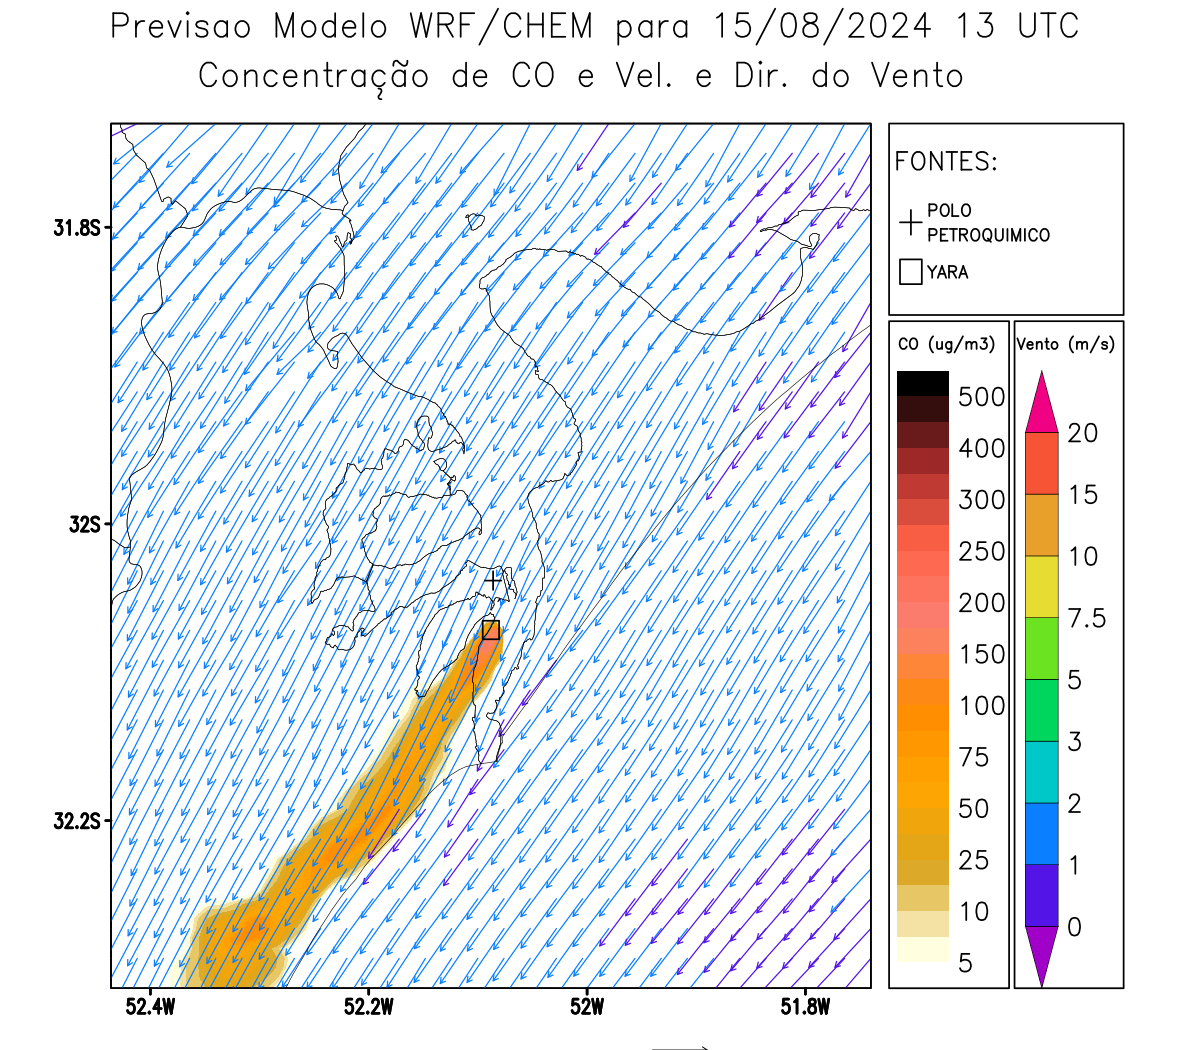 Previsao Modelo WRF/CHEM para 15/08/2024 13 UTC
Concentração de CO e Vel. e Dir. do Vento
FONTES:
POLO
PETROQUIMICO
YARA
CO (ug/m3)
500
400
300
250
200
150
100
75
50
25
10
5
Vento (m/s)
20
15
10
7.5
5
3
2
1
0
31.8S
32S
32.2S
52.4W
52.2W
52W
51.8W